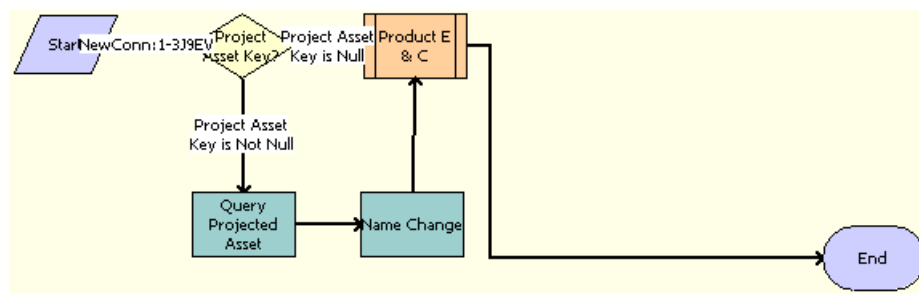 Star
NewConn:1-3J9EV
Project
Asset Key?
Project Asset
Key is Null
Product E
& C
Project Asset
Key is Not Null
Query
Projected
Asset
Name Change
End